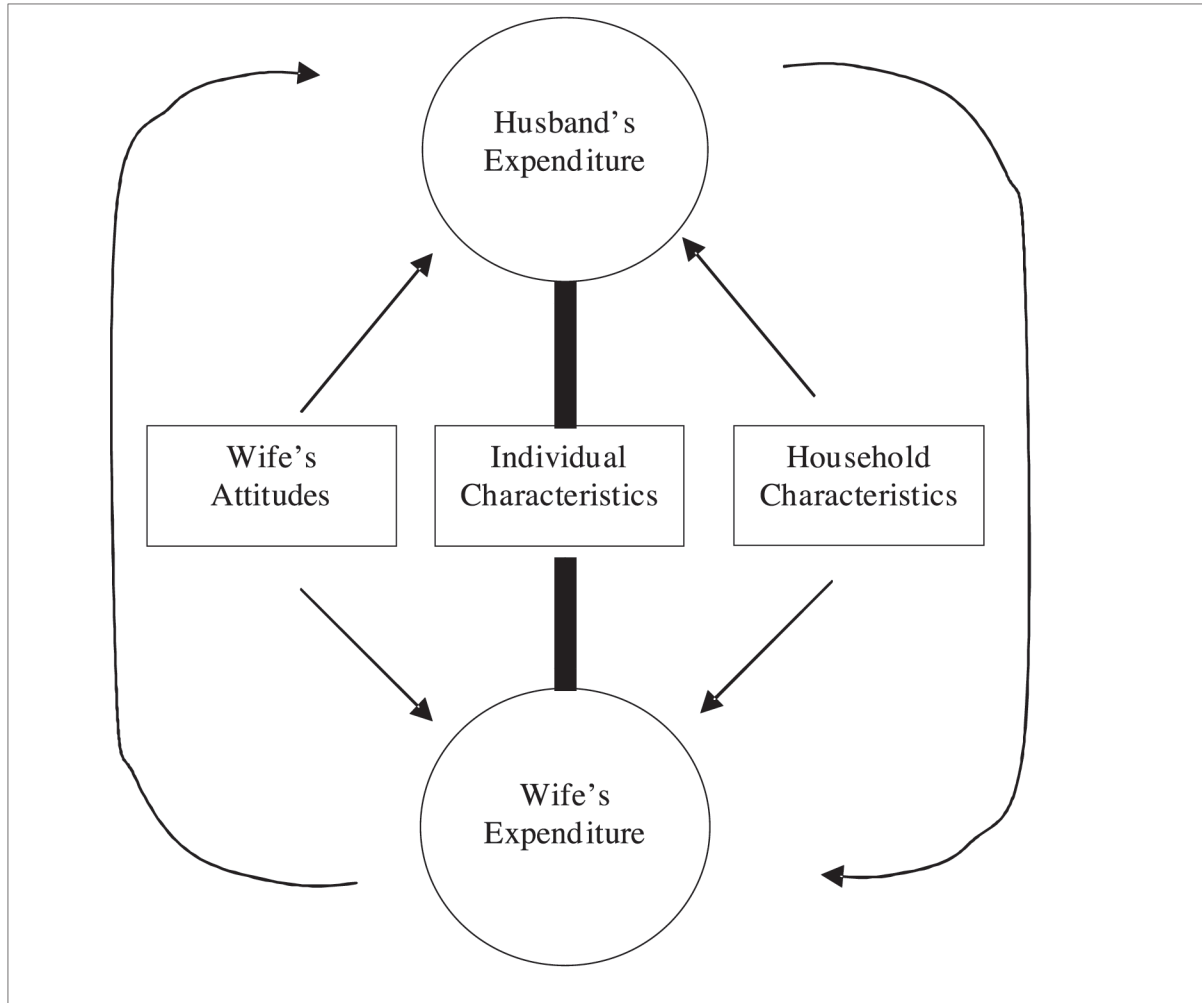 Husband's
Expenditure
Wife's
Attitudes
Individual
Characteristics
Household
Characteristics
Wife's
Expenditure